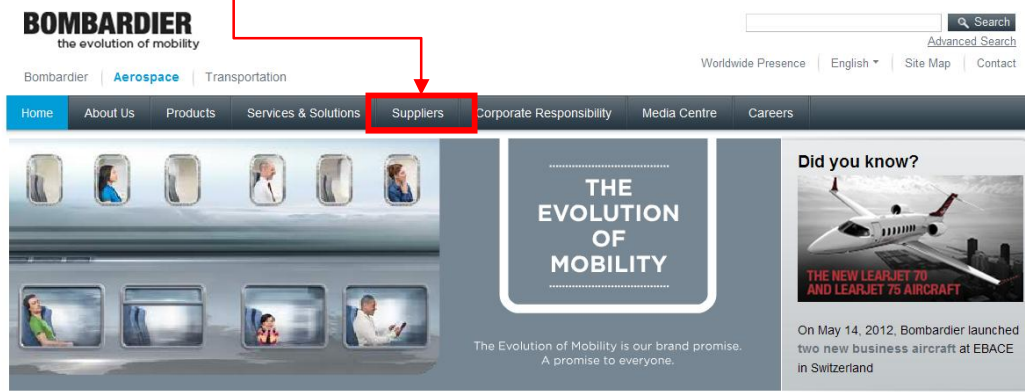 BOMBARDIER
the evolution of mobility
Search
Advanced Search
Worldwide Presence | English | Site Map | Contact
Bombardier | Aerospace | Transportation
Home About Us Products Services & Solutions Suppliers Corporate Responsibility Media Centre Careers
THE
EVOLUTION
OF
MOBILITY
The Evolution of Mobility is our brand promise.
A promise to everyone.
Did you know?
THE NEW LEARJET 70
AND LEARJET 75 AIRCRAFT
On May 14, 2012, Bombardier launched
two new business aircraft at EBACE
in Switzerland